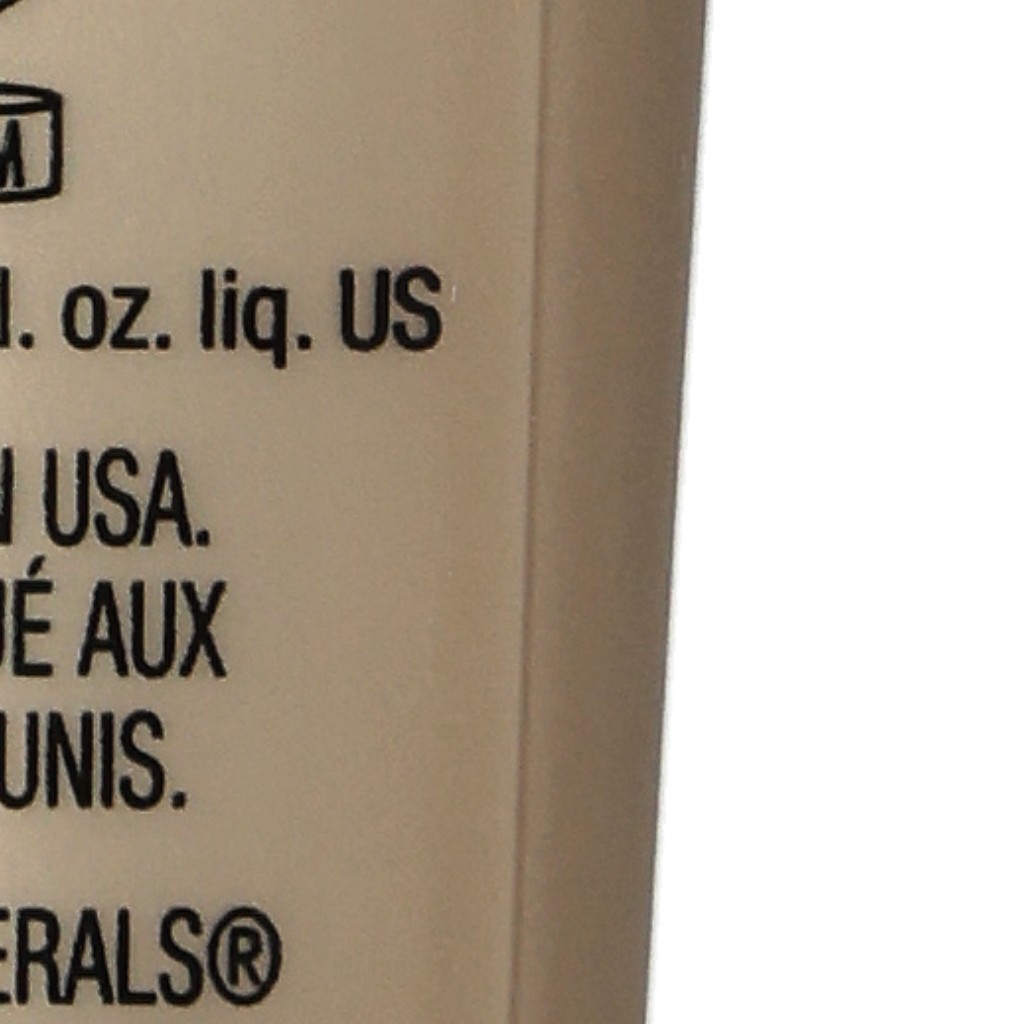 M
l. oz. liq. US
N USA.
UÉ AUX
UNIS.
ERALS®